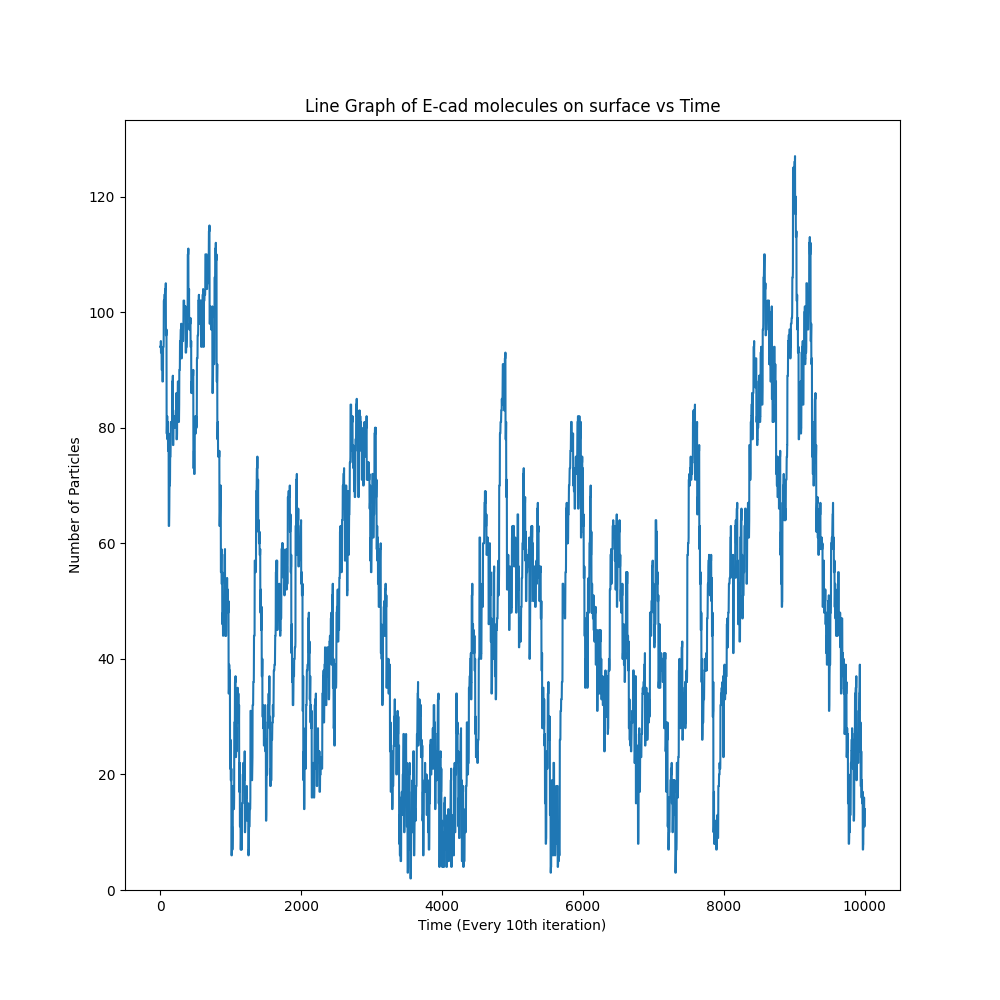 Line Graph of E-cad molecules on surface vs Time
120
100
80
60
40
20
0
Number of Particles
0 2000 4000 6000 8000 10000
Time (Every 10th iteration)